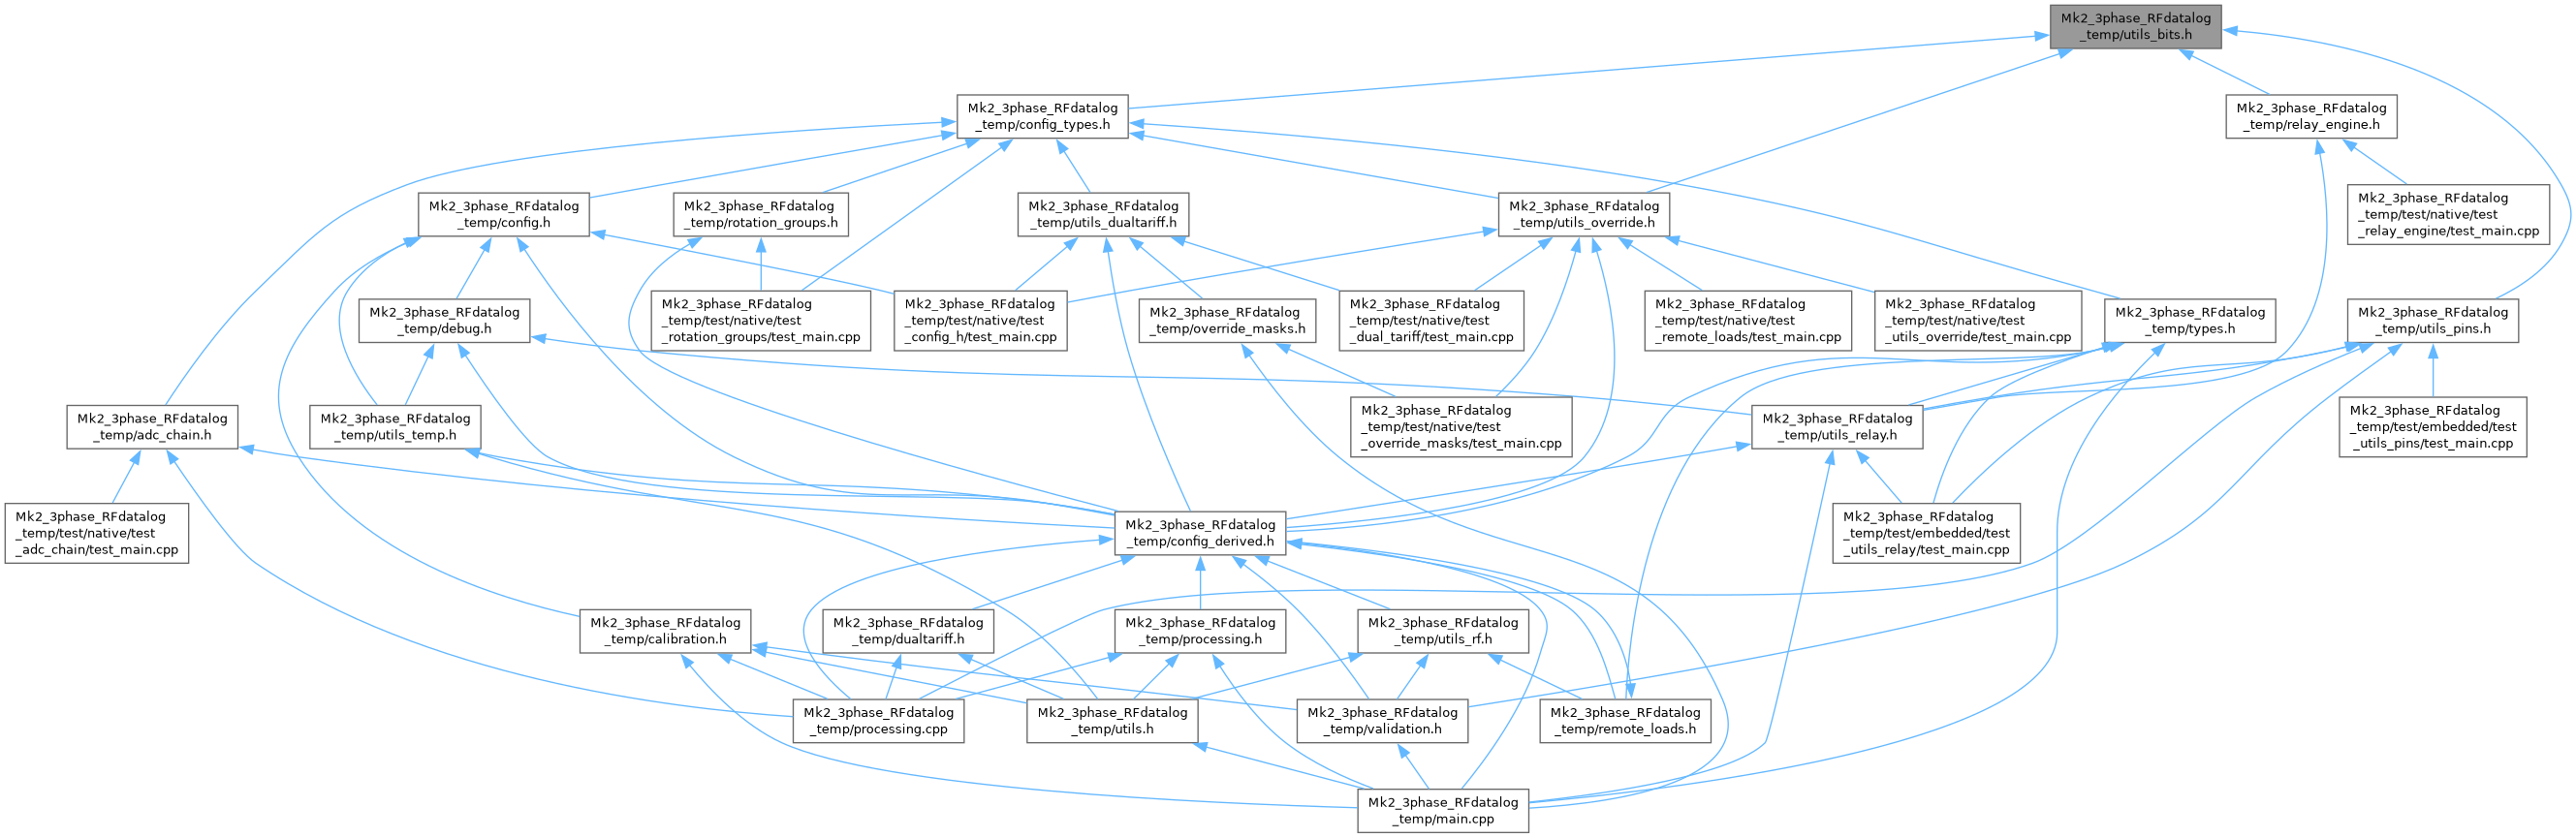 Mk2_3phase_RFdatalog
_temp/utils_bits.h
Mk2_3phase_RFdatalog
_temp/config_types.h
Mk2_3phase_RFdatalog
_temp/relay_engine.h
Mk2_3phase_RFdatalog
_temp/config.h
Mk2_3phase_RFdatalog
_temp/rotation_groups.h
Mk2_3phase_RFdatalog
_temp/utils_dualtariff.h
Mk2_3phase_RFdatalog
_temp/utils_override.h
Mk2_3phase_RFdatalog
_temp/test/native/test
_relay_engine/test_main.cpp
Mk2_3phase_RFdatalog
_temp/debug.h
Mk2_3phase_RFdatalog
_temp/test/native/test
_rotation_groups/test_main.cpp
Mk2_3phase_RFdatalog
_temp/test/native/test
_config_h/test_main.cpp
Mk2_3phase_RFdatalog
_temp/override_masks.h
Mk2_3phase_RFdatalog
_temp/test/native/test
_dual_tariff/test_main.cpp
Mk2_3phase_RFdatalog
_temp/test/native/test
_remote_loads/test_main.cpp
Mk2_3phase_RFdatalog
_temp/test/native/test
_utils_override/test_main.cpp
Mk2_3phase_RFdatalog
_temp/types.h
Mk2_3phase_RFdatalog
_temp/utils_pins.h
Mk2_3phase_RFdatalog
_temp/adc_chain.h
Mk2_3phase_RFdatalog
_temp/utils_temp.h
Mk2_3phase_RFdatalog
_temp/test/native/test
_override_masks/test_main.cpp
Mk2_3phase_RFdatalog
_temp/utils_relay.h
Mk2_3phase_RFdatalog
_temp/test/embedded/test
_utils_pins/test_main.cpp
Mk2_3phase_RFdatalog
_temp/test/native/test
_adc_chain/test_main.cpp
Mk2_3phase_RFdatalog
_temp/config_derived.h
Mk2_3phase_RFdatalog
_temp/test/embedded/test
_utils_relay/test_main.cpp
Mk2_3phase_RFdatalog
_temp/calibration.h
Mk2_3phase_RFdatalog
_temp/dualtariff.h
Mk2_3phase_RFdatalog
_temp/processing.h
Mk2_3phase_RFdatalog
_temp/utils_rf.h
Mk2_3phase_RFdatalog
_temp/processing.cpp
Mk2_3phase_RFdatalog
_temp/utils.h
Mk2_3phase_RFdatalog
_temp/validation.h
Mk2_3phase_RFdatalog
_temp/remote_loads.h
Mk2_3phase_RFdatalog
_temp/main.cpp